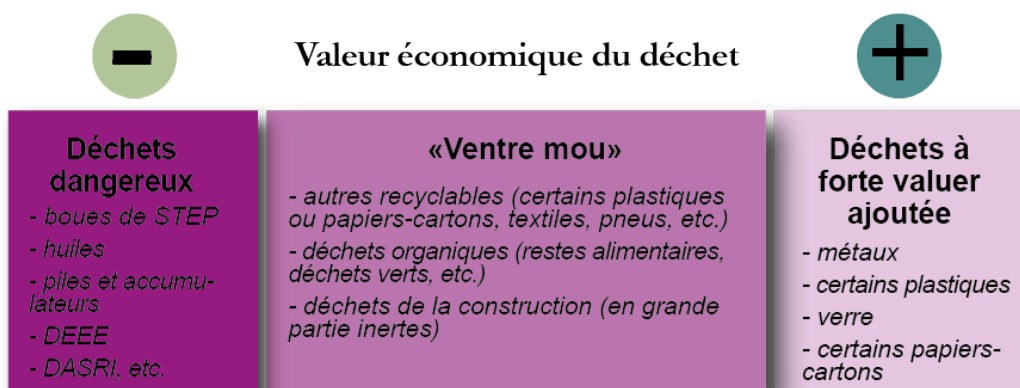 Valeur économique du déchet
Déchets
dangereux
- boues de STEP
- huiles
- piles et accumu-
lateurs
- DEEE
- DASRI, etc.
«Ventre mou»
- autres recyclables (certains plastiques
ou papiers-cartons, textiles, pneus, etc.)
- déchets organiques (restes alimentaires,
déchets verts, etc.)
- déchets de la construction (en grande
partie inertes)
Déchets à
forte valuer
ajoutée
- métaux
- certains plastiques
- verre
- certains papiers-
cartons